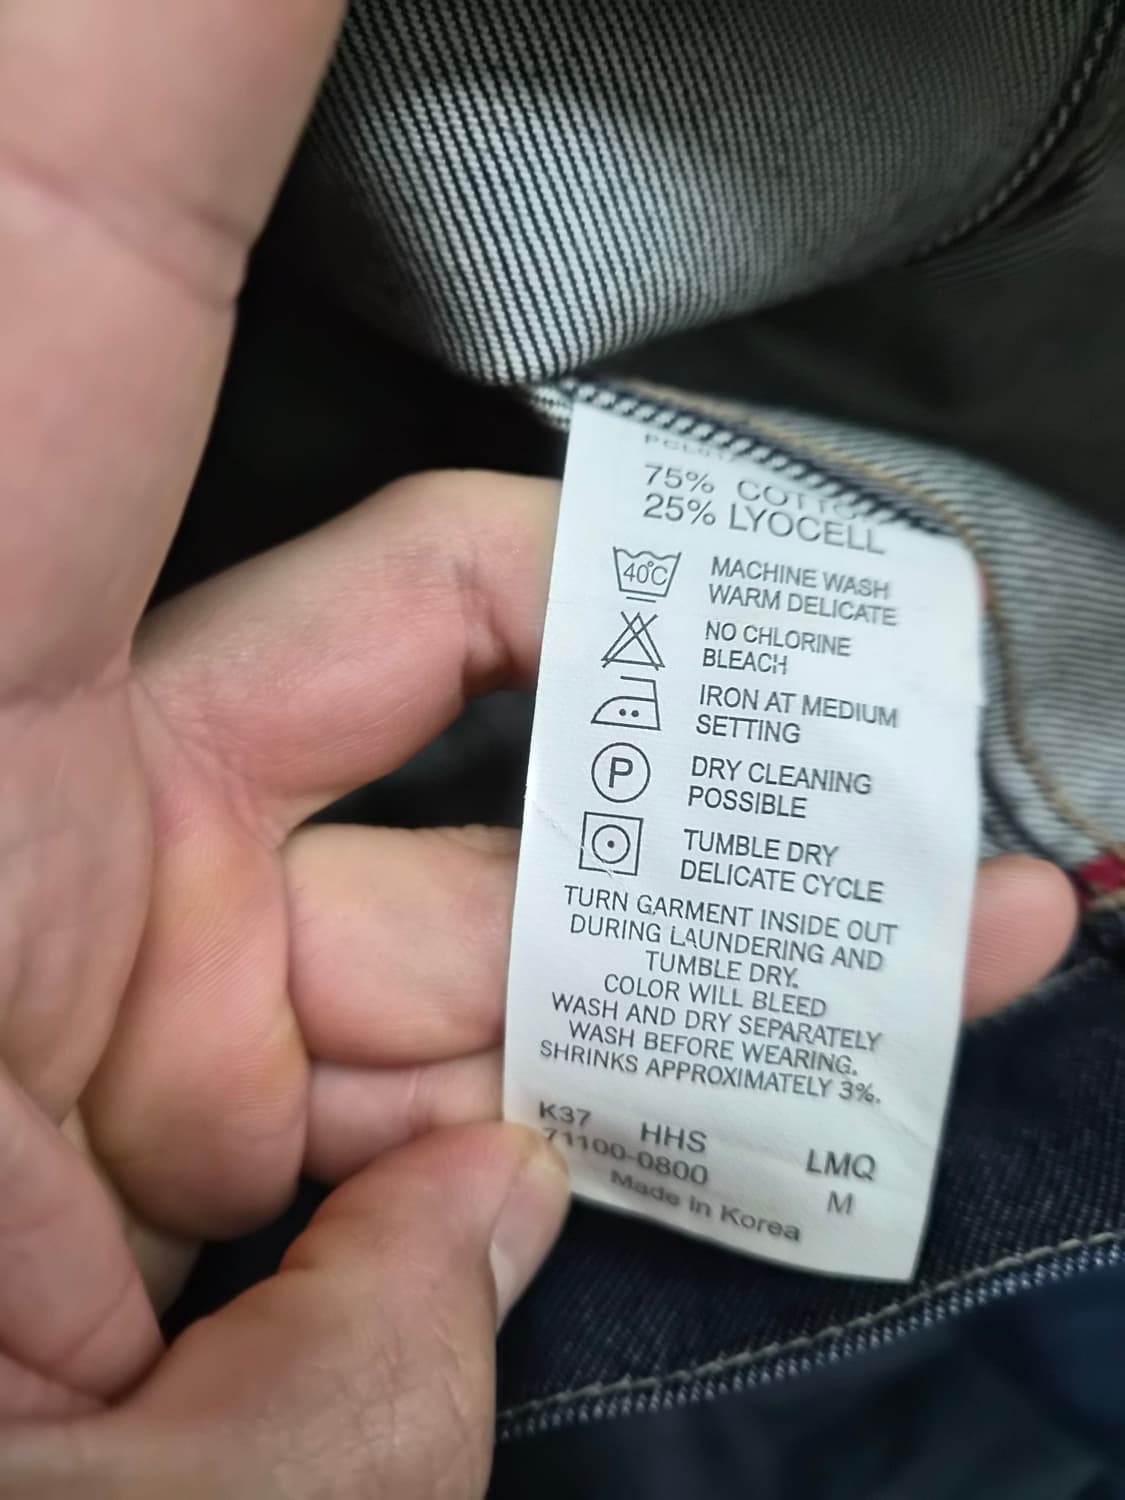 75% COTTO
25% LYOCELL
40°C MACHINE WASH
WARM DELICATE
NO CHLORINE
BLEACH
IRON AT MEDIUM
SETTING
P DRY CLEANING
POSSIBLE
TUMBLE DRY
DELICATE CYCLE
TURN GARMENT INSIDE OUT
DURING LAUNDERING AND
TUMBLE DRY.
COLOR WILL BLEED
WASH AND DRY SEPARATELY
WASH BEFORE WEARING.
SHRINKS APPROXIMATELY 3%.
K37 HHS LMQ
71100-0800 M
Made in Korea